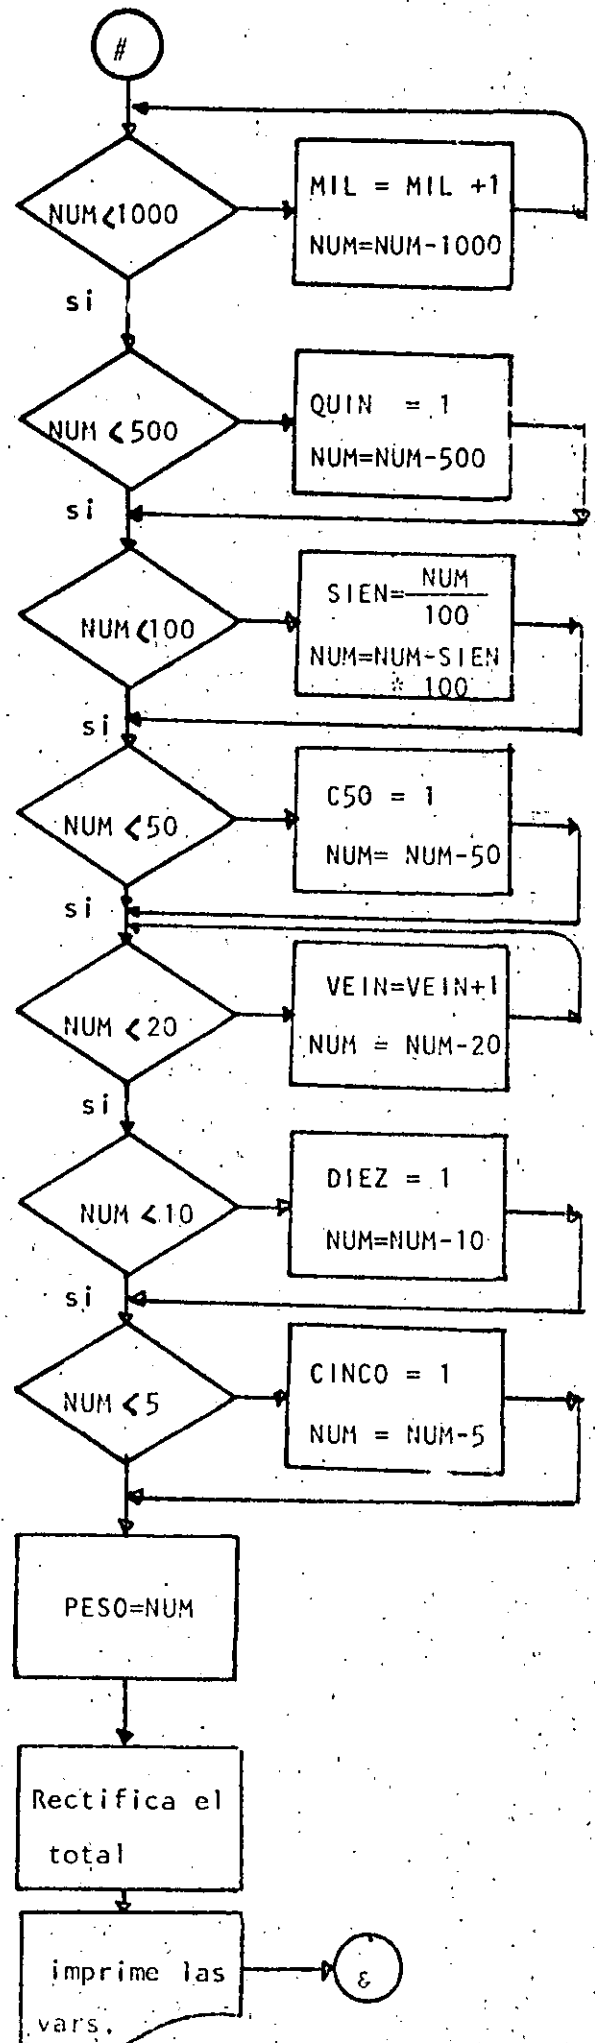 #
NUM<1000
MIL = MIL +1
NUM=NUM-1000
si
NUM <500
QUIN = 1
NUM=NUM-500
si
NUM<100
SIEN=NUM
100
NUM=NUM-SIEN
* 100
si
NUM <50
C50 = 1
NUM= NUM-50
si
NUM <20
VEIN=VEIN+1
NUM = NUM-20
si
NUM <10
DIEZ = 1
NUM=NUM-10
si
NUM <5
CINCO = 1
NUM = NUM-5
PESO=NUM
Rectifica el
total
imprime las
vars.
&